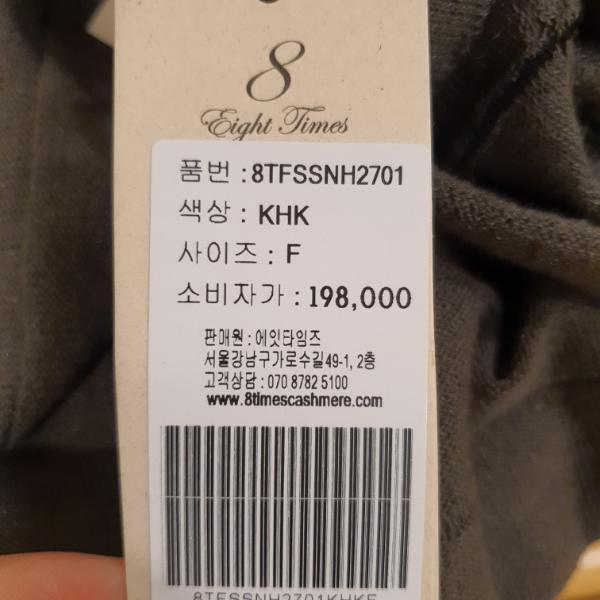 8
Eight Times
품번 : 8TFSSNH2701
색상 : KHK
사이즈 : F
소비자가 : 198,000
판매원 : 에잇타임즈
서울강남구가로수길49-1, 2층
고객상담 : 070 8782 5100
www.8timescashmere.com
8TFSSNH2701KHKF